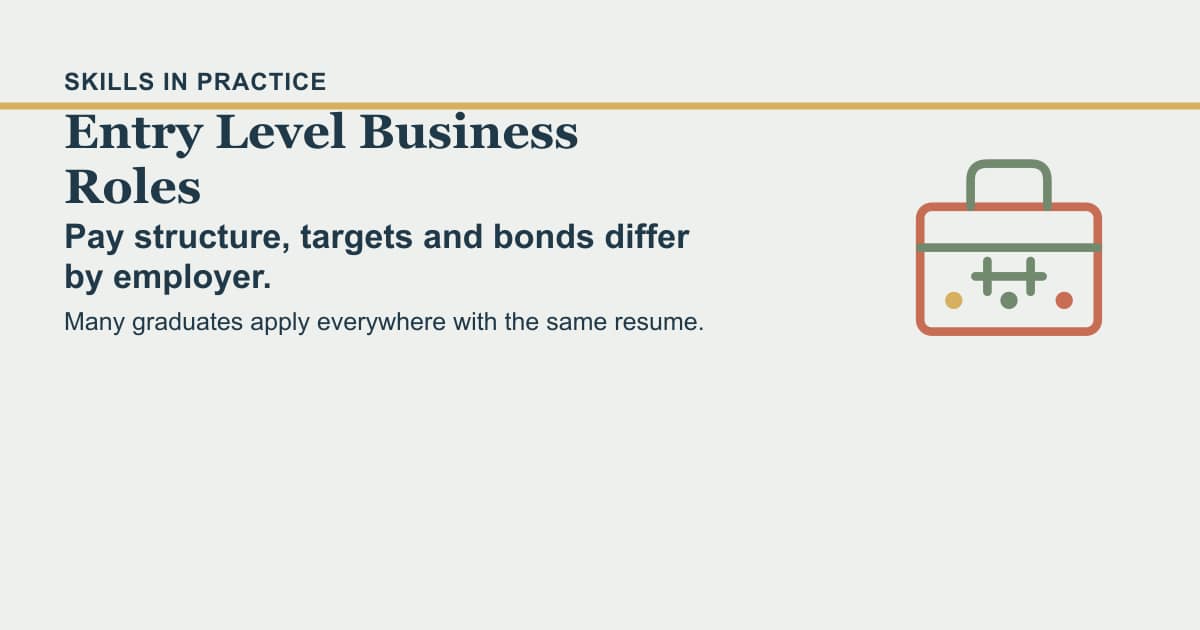 SKILLS IN PRACTICE
Entry Level Business
Roles
Pay structure, targets and bonds differ
by employer.
Many graduates apply everywhere with the same resume.